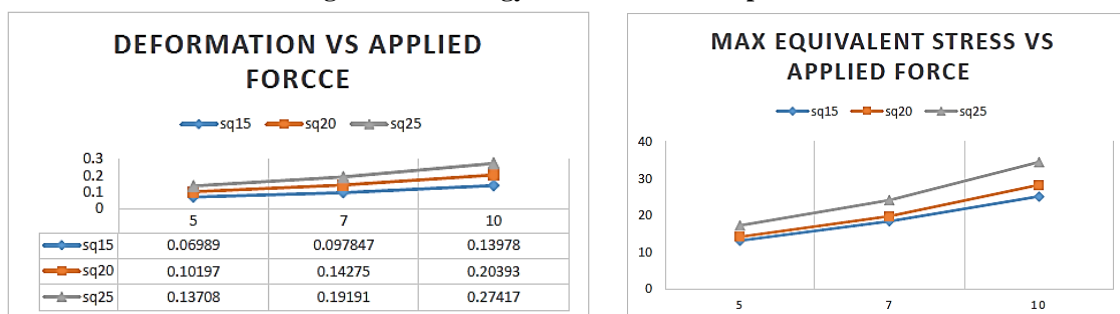 DEFORMATION VS APPLIED
FORCCE
sq15 sq20 sq25
0.3
0.2
0.1
0
5 7 10
sq15 0.06989 0.097847 0.13978
sq20 0.10197 0.14275 0.20393
sq25 0.13708 0.19191 0.27417
MAX EQUIVALENT STRESS VS
APPLIED FORCE
sq15 sq20 sq25
40
30
20
10
0
5 7 10